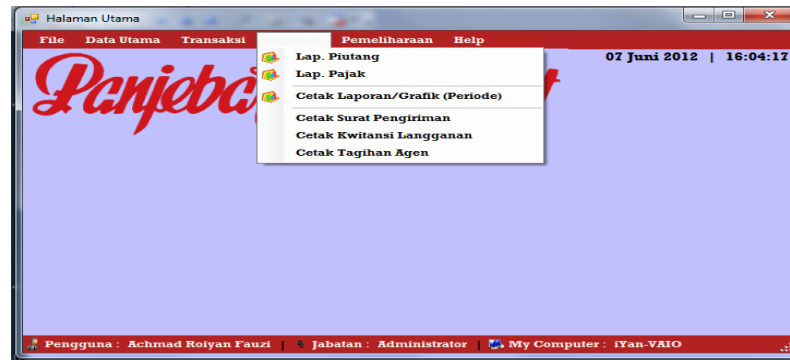 Halaman Utama
File Data Utama Transaksi Pemeliharaan Help
07 Juni 2012 | 16:04:17
Lap. Piutang
Lap. Pajak
Cetak Laporan/Grafik (Periode)
Cetak Surat Pengiriman
Cetak Kwitansi Langganan
Cetak Tagihan Agen
Pengguna : Achmad Roiyan Fauzi | Jabatan : Administrator | My Computer : iYan-VAIO